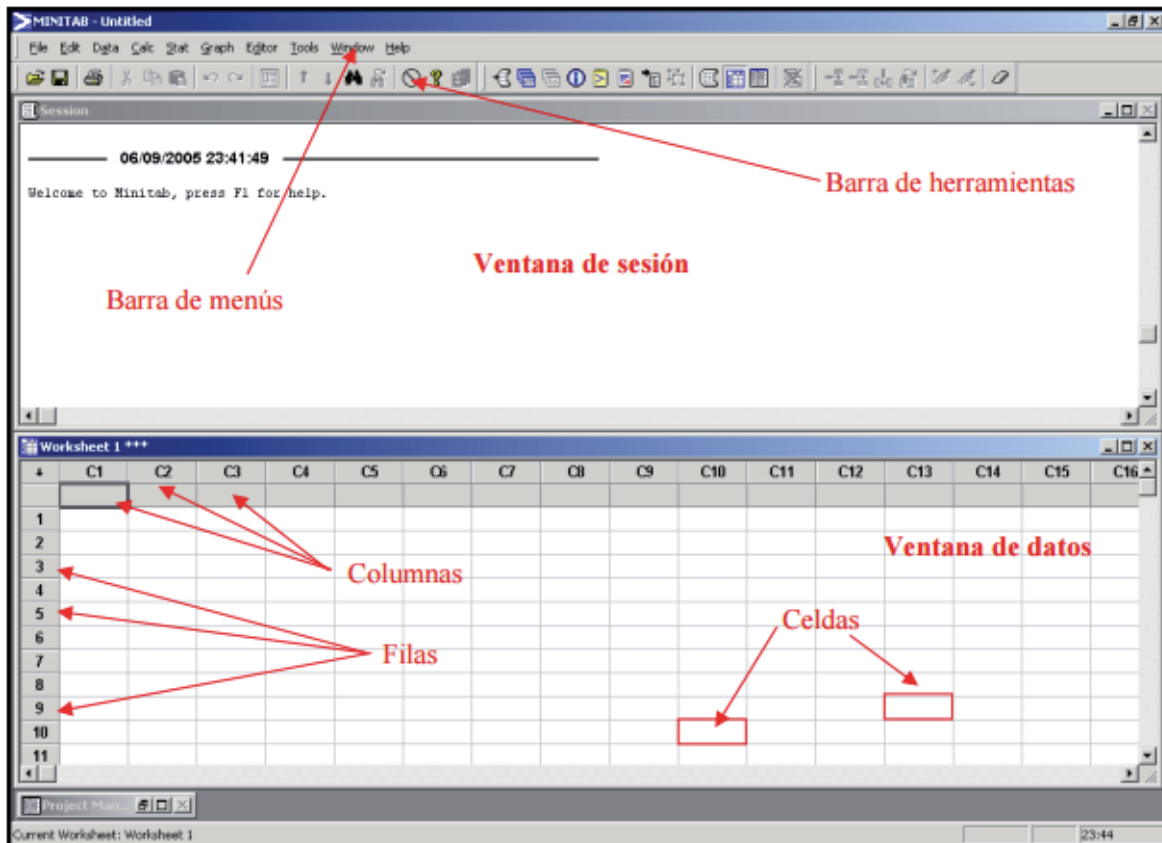 MINITAB - Untitled
File Edit Data Calc Stat Graph Editor Tools Window Help
Session
06/09/2005 23:41:49
Welcome to Minitab, press F1 for help.
Barra de herramientas
Ventana de sesión
Barra de menús
Worksheet 1 ***
C1 C2 C3 C4 C5 C6 C7 C8 C9 C10 C11 C12 C13 C14 C15 C16
1
2
Ventana de datos
3
Columnas
4
5
Celdas
6
7
Filas
8
9
10
11
Project Man...
Current Worksheet: Worksheet 1 23:44